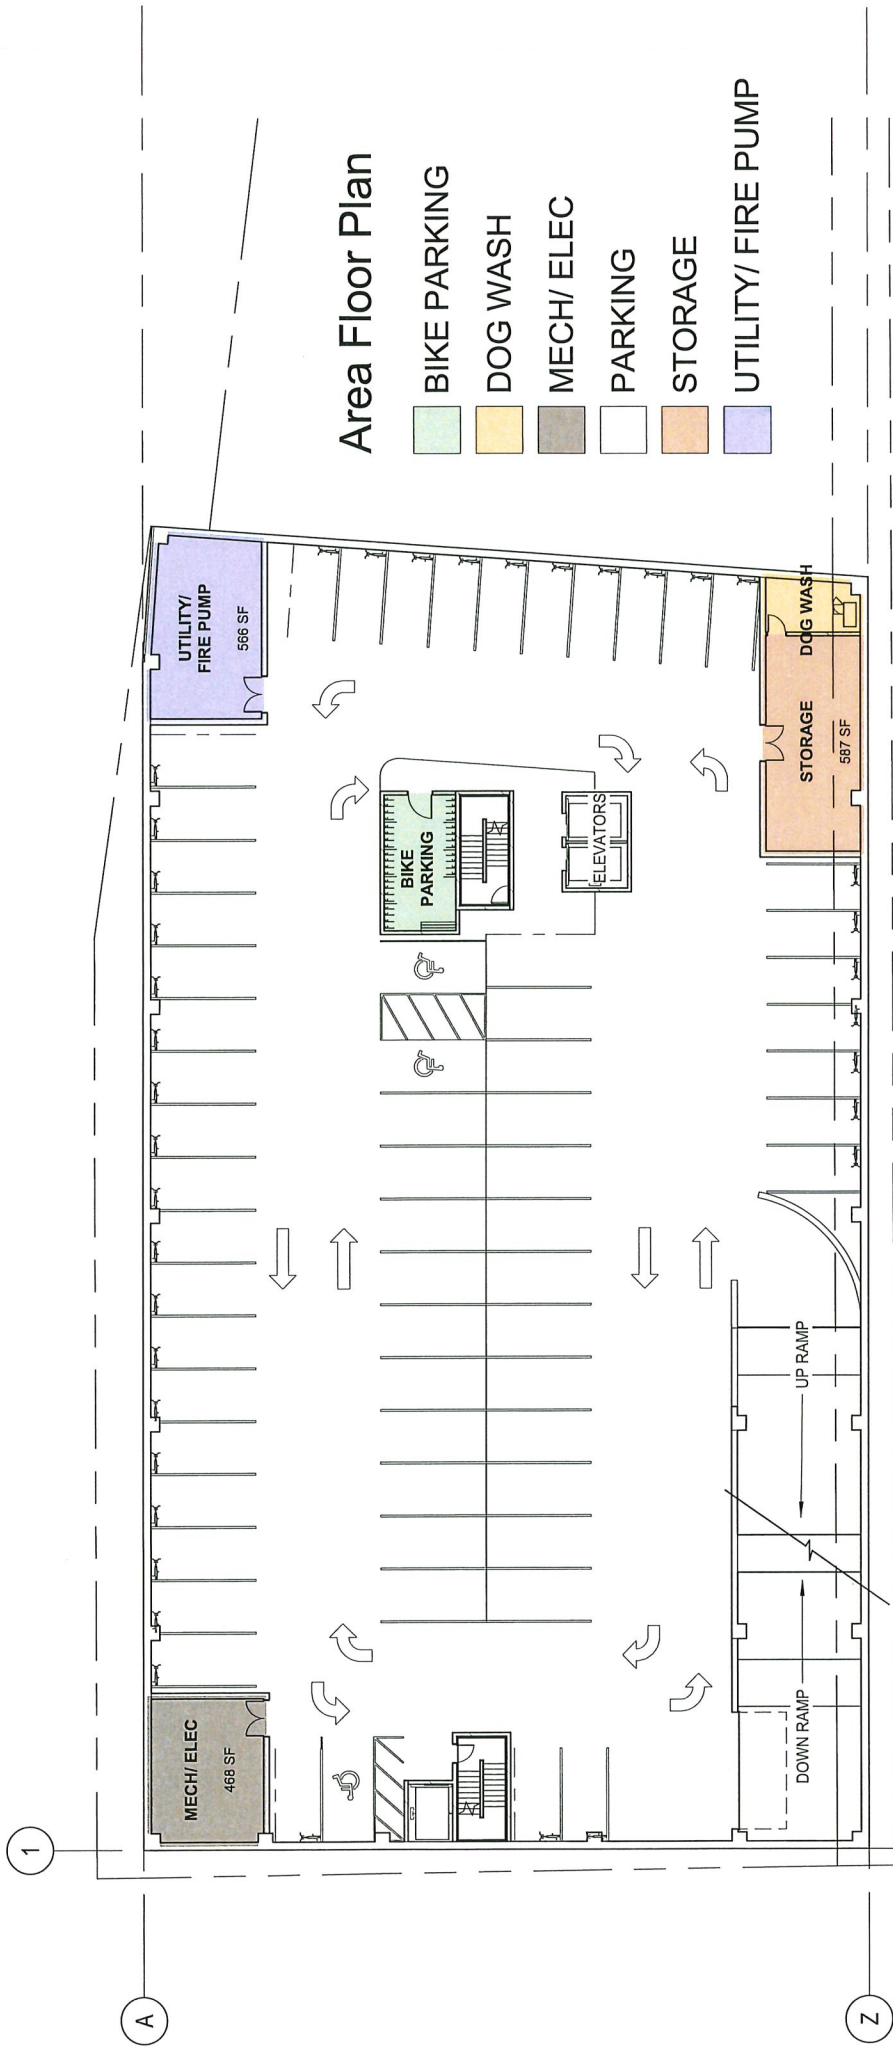 Area Floor Plan
BIKE PARKING
DOG WASH
MECH/ ELEC
PARKING
STORAGE
UTILITY/ FIRE PUMP
1
A
Z
MECH/ ELEC
468 SF
UTILITY/
FIRE PUMP
566 SF
BIKE
PARKING
ELEVATORS
STORAGE
587 SF
DOG WASH
DOWN RAMP
UP RAMP